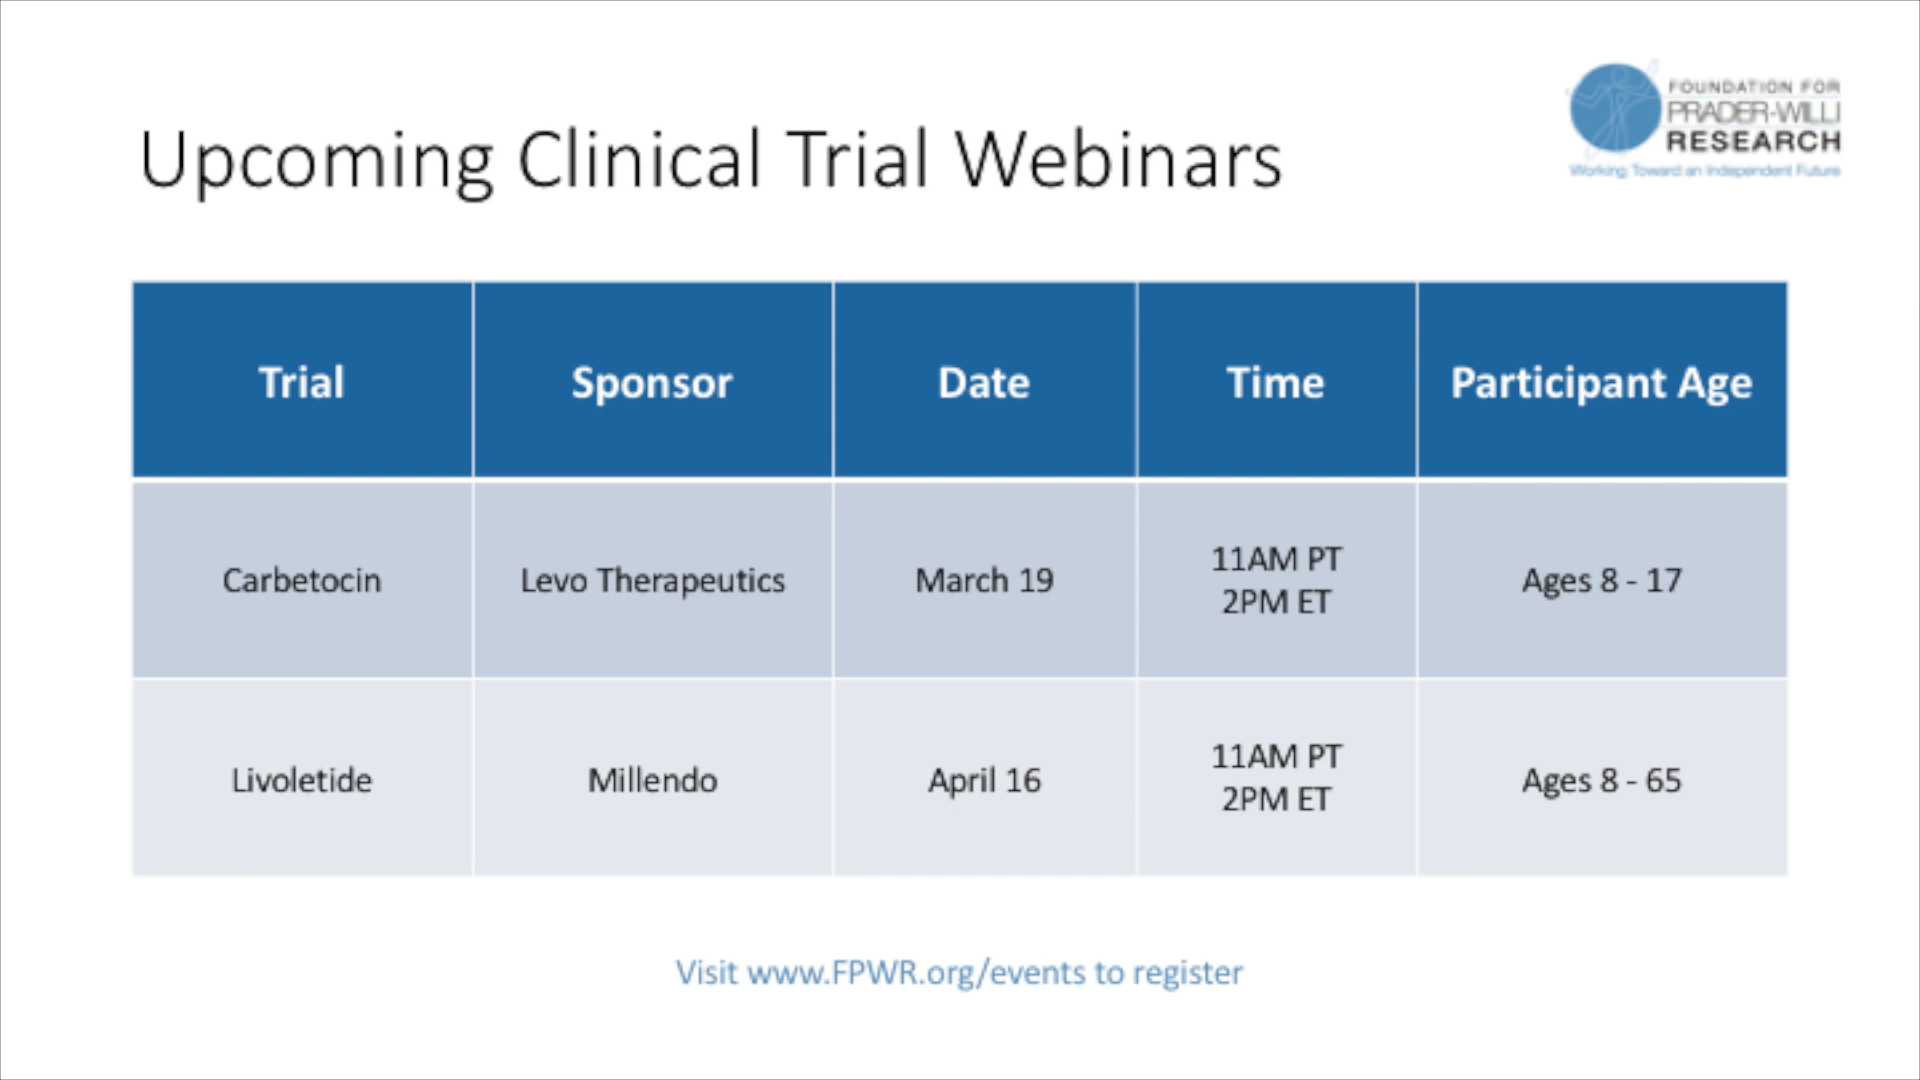 FOUNDATION FOR
PRADER-WILLI
RESEARCH
Working Toward an Independent Future
Upcoming Clinical Trial Webinars
Trial Sponsor Date Time Participant Age
Carbetocin Levo Therapeutics March 19 11AM PT 2PM ET Ages 8 - 17
Livoletide Millendo April 16 11AM PT 2PM ET Ages 8 - 65
Visit www.FPWR.org/events to register